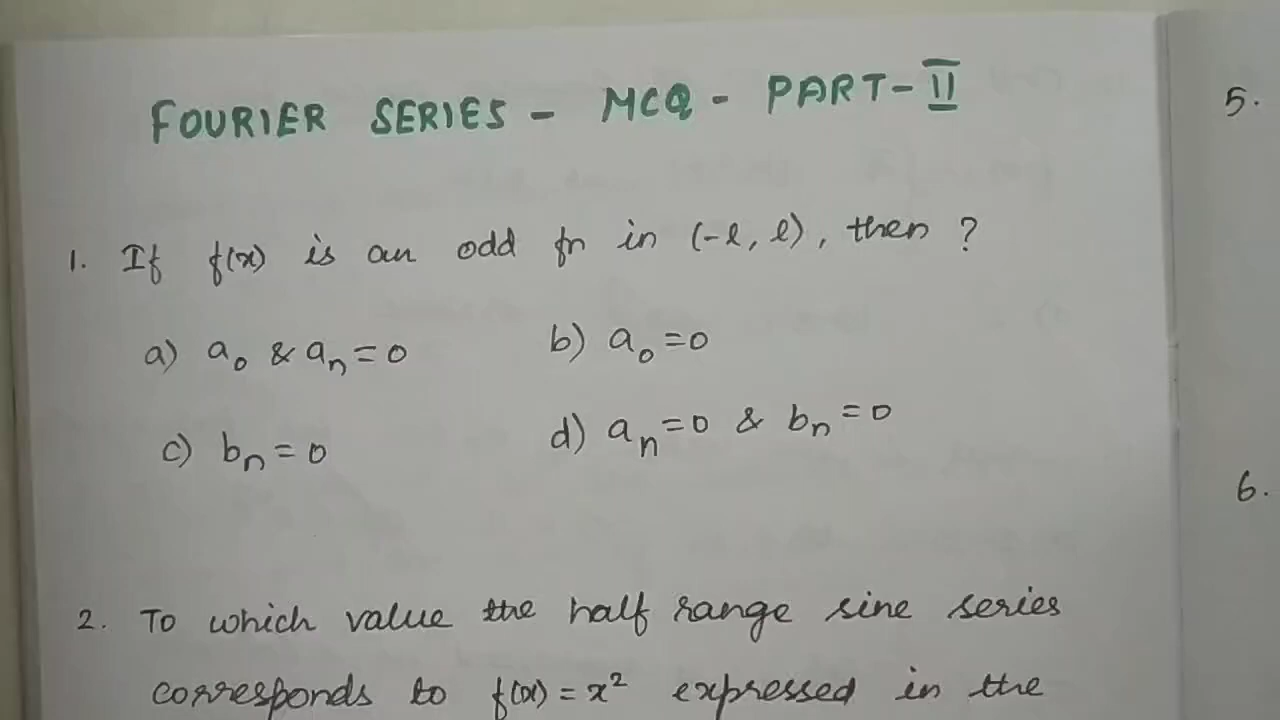 FOURIER SERIES - MCQ - PART-II
5.
1. If f(x) is an odd fn in (-l, l), then ?
a) a₀ & aₙ = 0 b) a₀ = 0
c) bₙ = 0 d) aₙ = 0 & bₙ = 0
6.
2. To which value the half range sine series
corresponds to f(x) = x² expressed in the